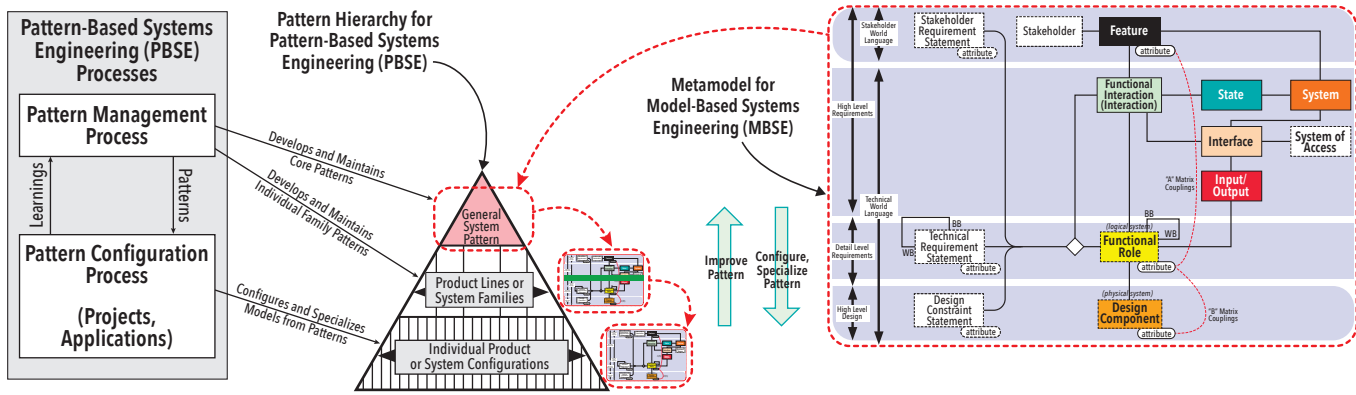 Pattern-Based Systems
Engineering (PBSE)
Processes
Pattern Management
Process
Learnings
Patterns
Pattern Configuration
Process
(Projects,
Applications)
Pattern Hierarchy for
Pattern-Based Systems
Engineering (PBSE)
Develops and Maintains
Core Patterns
Develops and Maintains
Individual Family Patterns
Configures and Specializes
Models from Patterns
General
System
Pattern
Product Lines or
System Families
Individual Product
or System Configurations
Improve
Pattern
Configure,
Specialize
Pattern
Metamodel for
Model-Based Systems
Engineering (MBSE)
Stakeholder
World
Language
High Level
Requirements
Technical
World
Language
Detail Level
Requirements
High Level
Design
Stakeholder
Requirement
Statement
attribute
Stakeholder
Feature
attribute
Functional
Interaction
(Interaction)
State
System
Interface
System of
Access
Input/
Output
"A" Matrix
Couplings
BB
WB
Technical
Requirement
Statement
attribute
(logical system)
Functional
Role
attribute
BB
WB
Design
Constraint
Statement
attribute
(physical system)
Design
Component
attribute
"B" Matrix
Couplings